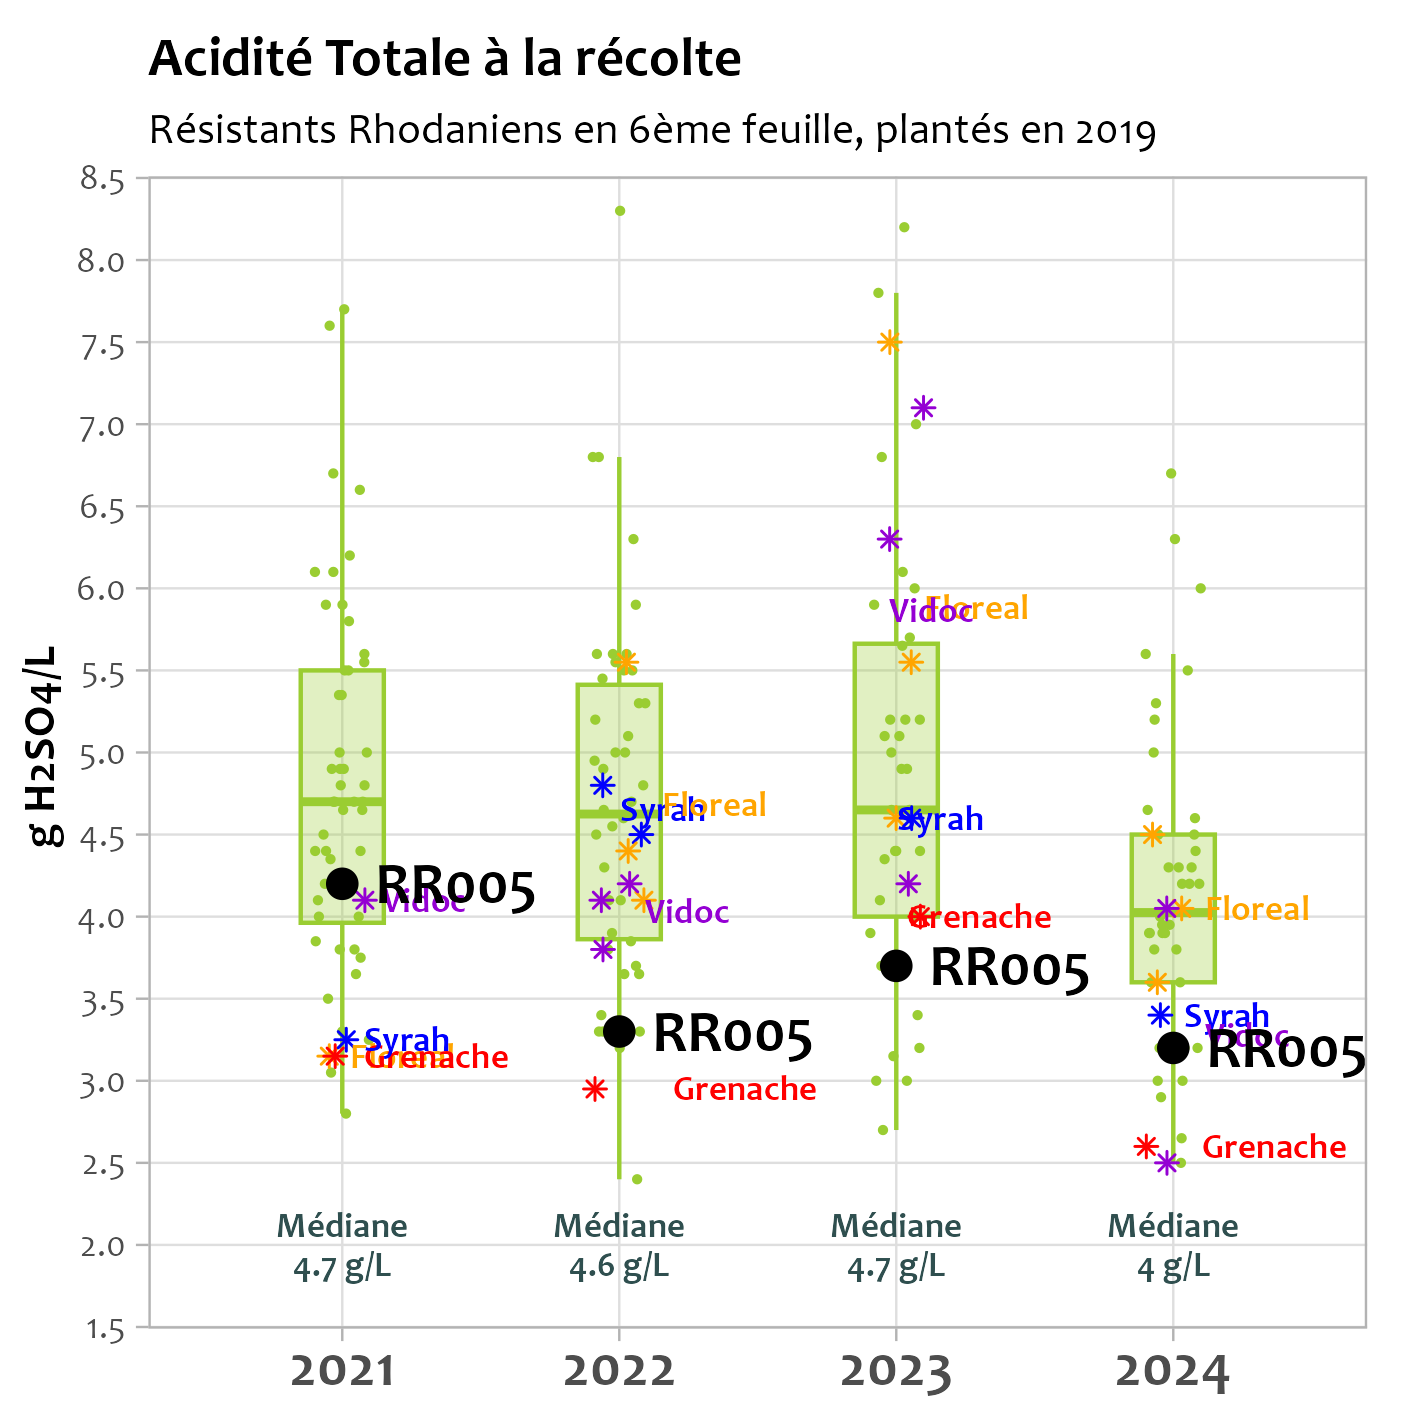 Acidité Totale à la récolte
Résistants Rhodaniens en 6ème feuille, plantés en 2019
g H2SO4/L
8.5
8.0
7.5
7.0
6.5
6.0
5.5
5.0
4.5
4.0
3.5
3.0
2.5
2.0
1.5
RR005
Vidoc
Syrah
Floreal
Grenache
Médiane
4.7 g/L
Syrah
Floreal
Vidoc
RR005
Grenache
Médiane
4.6 g/L
Vidoc
Floreal
Syrah
Grenache
RR005
Médiane
4.7 g/L
Floreal
Syrah
Vidoc
RR005
Grenache
Médiane
4 g/L
2021
2022
2023
2024